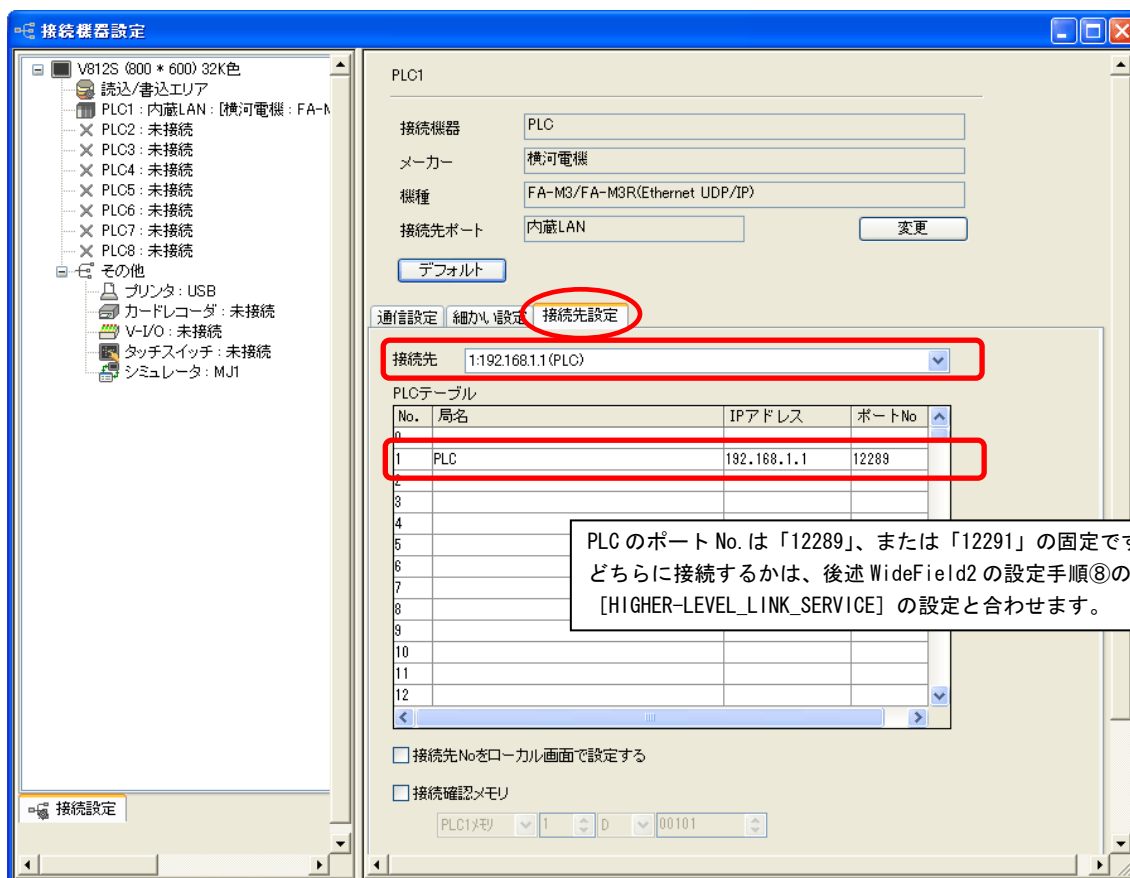 接続機器設定
V812S (800 * 600) 32K色
読込/書込エリア
PLC1 : 内蔵LAN : [横河電機 : FA-M
PLC2 : 未接続
PLC3 : 未接続
PLC4 : 未接続
PLC5 : 未接続
PLC6 : 未接続
PLC7 : 未接続
PLC8 : 未接続
その他
プリンタ : USB
カードレコーダ : 未接続
V-I/O : 未接続
タッチスイッチ : 未接続
シミュレータ : MJ1
接続設定
PLC1
接続機器 PLC
メーカー 横河電機
機種 FA-M3/FA-M3R(Ethernet UDP/IP)
接続先ポート 内蔵LAN 変更
デフォルト
通信設定 細かい設定 接続先設定
接続先 1:192.168.1.1(PLC)
PLCテーブル
No. 局名 IPアドレス ポートNo
0
1 PLC 192.168.1.1 12289
2
3
4
5
6
7
8
9
10
11
12
PLC のポート No. は「12289」、または「12291」の固定です
どちらに接続するかは、後述 WideField2 の設定手順⑧の
[HIGHER-LEVEL_LINK_SERVICE] の設定と合わせます。
接続先Noをローカル画面で設定する
接続確認メモリ
PLC1メモリ 1 D 00101